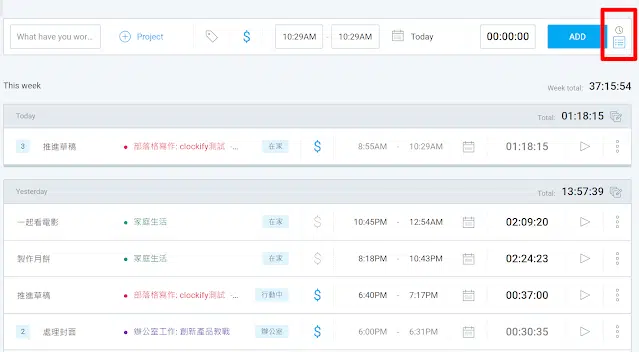 What have you wor... Project $ 10:29AM - 10:29AM Today 00:00:00 ADD
This week Week total: 37:15:54
Today Total: 01:18:15
3 推進草稿 • 部落格寫作: clockify測試 -... 在家 $ 8:55AM - 10:29AM 01:18:15
Yesterday Total: 13:57:39
一起看電影 • 家庭生活 在家 $ 10:45PM - 12:54AM 02:09:20
製作月餅 • 家庭生活 在家 $ 8:18PM - 10:43PM 02:24:23
推進草稿 • 部落格寫作: clockify測試 -... 行動中 $ 6:40PM - 7:17PM 00:37:00
2 處理封面 • 辦公室工作: 創新產品教戰 辦公室 $ 6:00PM - 6:31PM 00:30:35